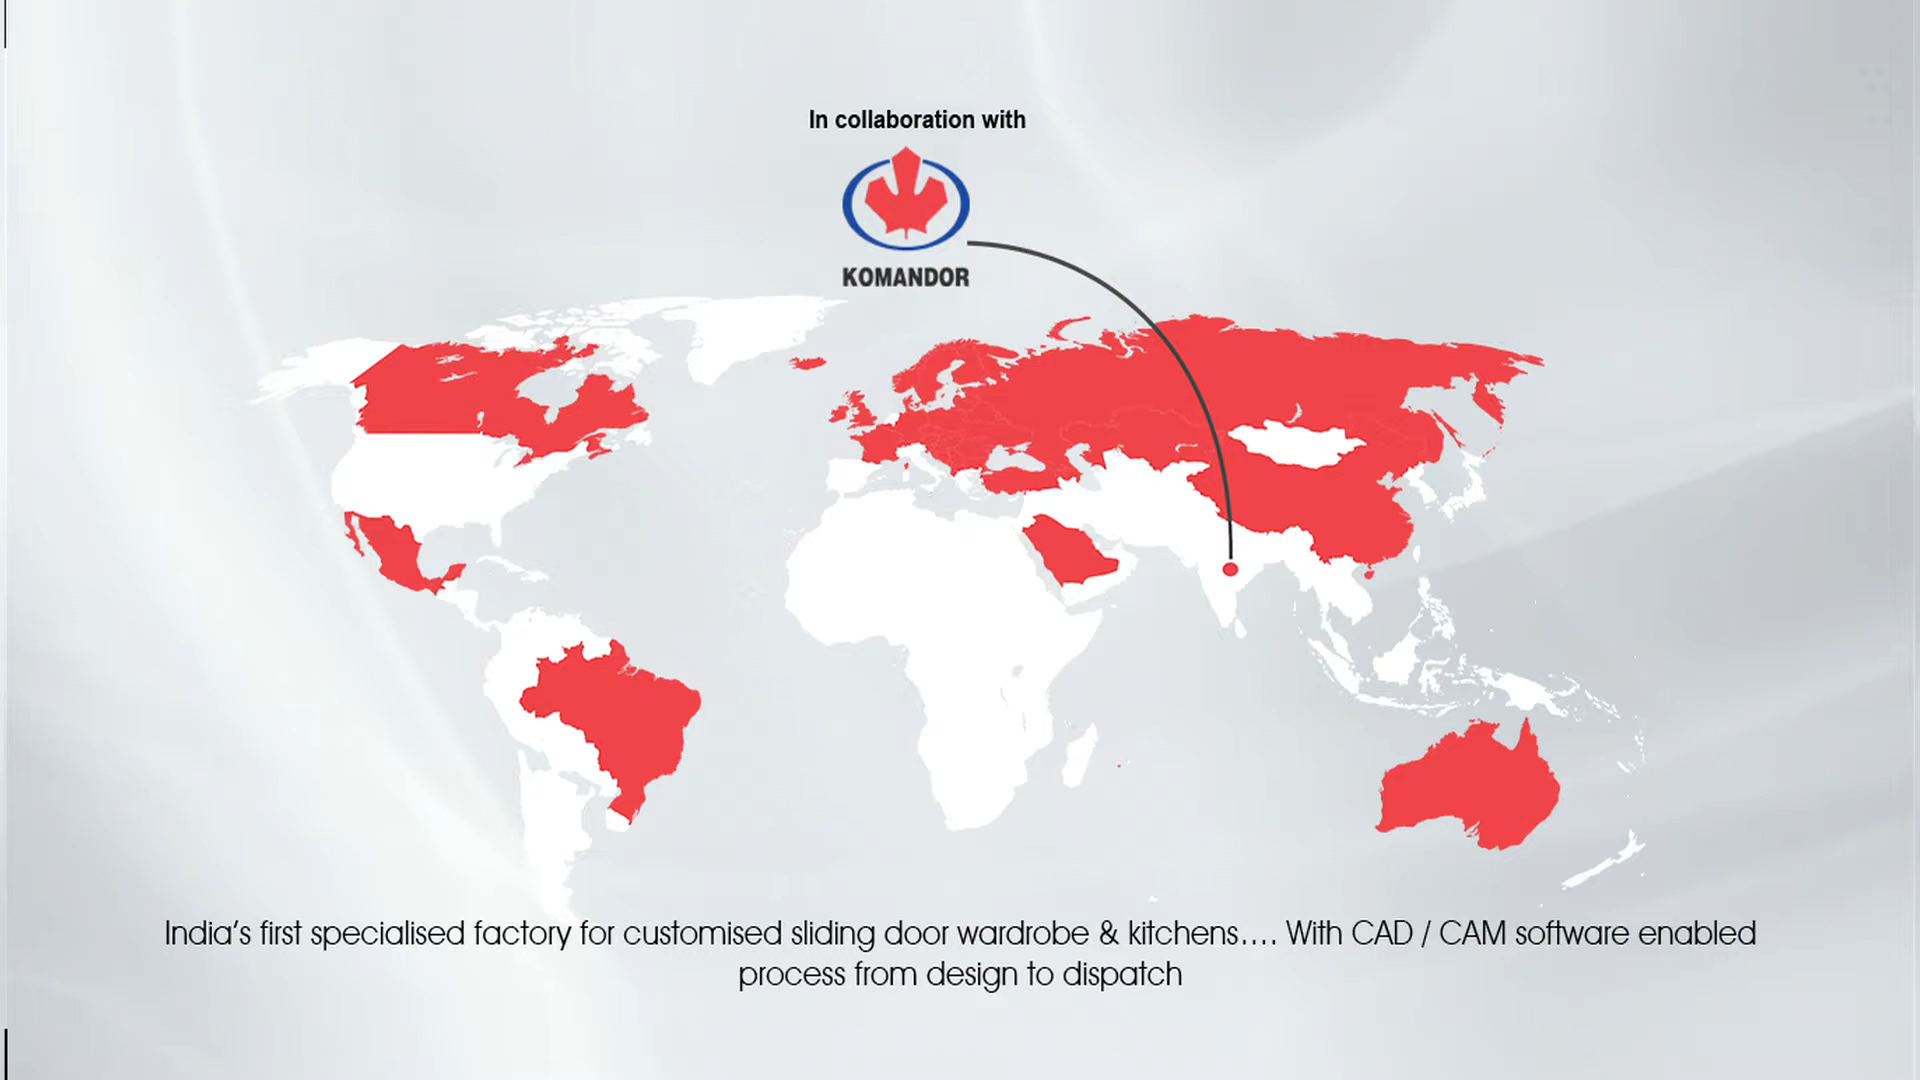 In collaboration with
KOMANDOR
India's first specialised factory for customised sliding door wardrobe & kitchens.... With CAD / CAM software enabled
process from design to dispatch